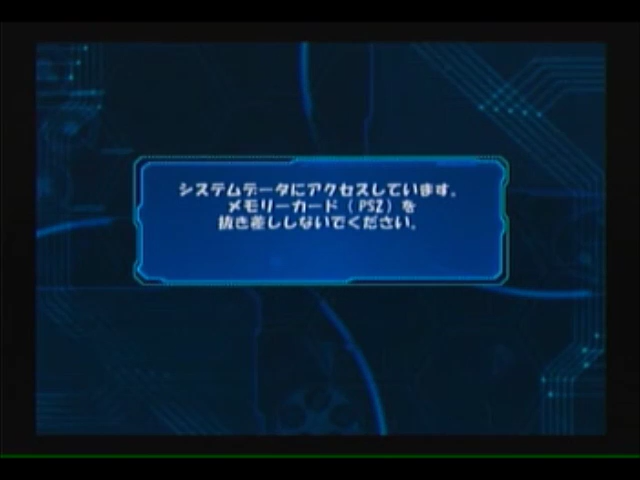 システムデータにアクセスしています。
メモリーカード（PS2）を
抜き差ししないでください。